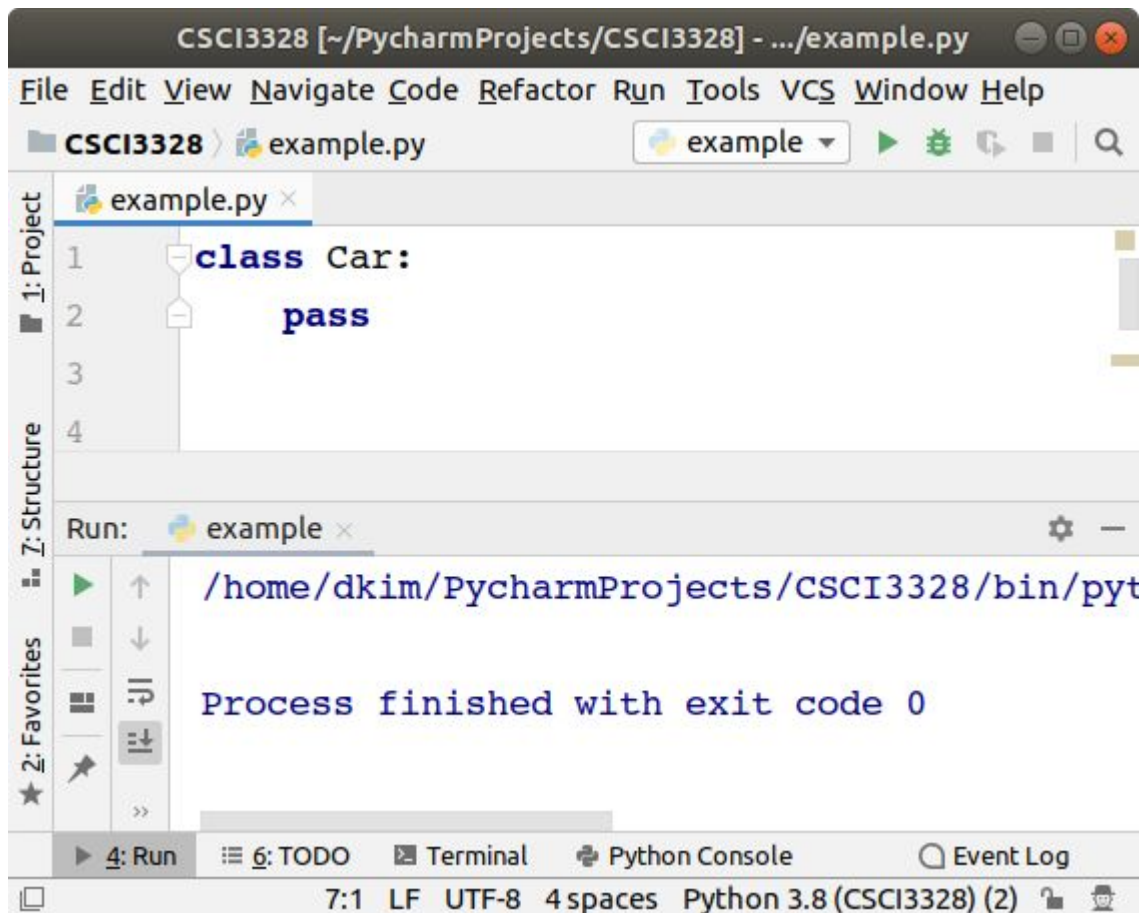 CSCI3328 [~/PycharmProjects/CSCI3328] - .../example.py
File Edit View Navigate Code Refactor Run Tools VCS Window Help
CSCI3328 example.py example
1: Project
example.py
1 class Car:
2     pass
3
4
7: Structure
Run: example
/home/dkim/PycharmProjects/CSCI3328/bin/pyt
Process finished with exit code 0
2: Favorites
4: Run 6: TODO Terminal Python Console Event Log
7:1 LF UTF-8 4 spaces Python 3.8 (CSCI3328) (2)